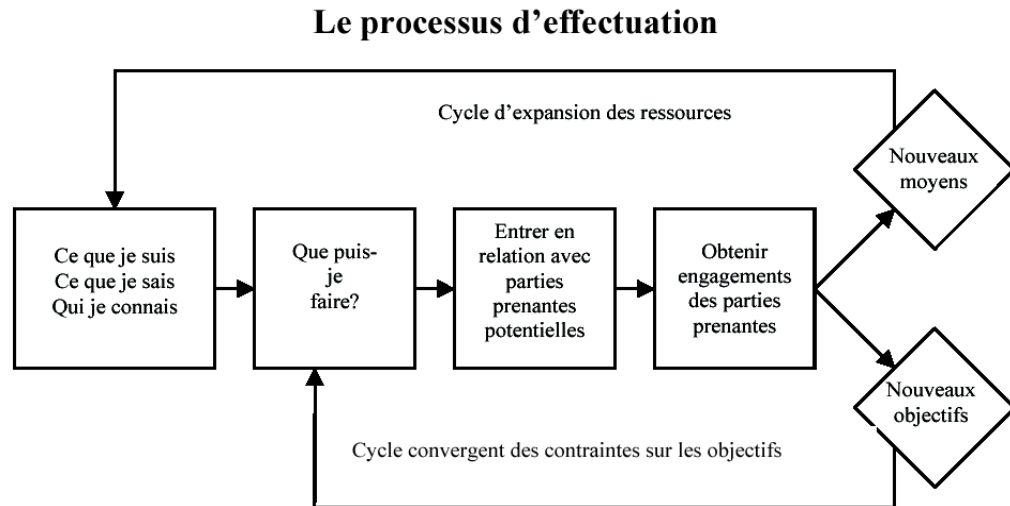 Le processus d'effectuation
Cycle d'expansion des ressources
Nouveaux
moyens
Ce que je suis
Ce que je sais
Qui je connais
Que puis-
je
faire?
Entrer en
relation avec
parties
prenantes
potentielles
Obtenir
engagements
des parties
prenantes
Nouveaux
objectifs
Cycle convergent des contraintes sur les objectifs